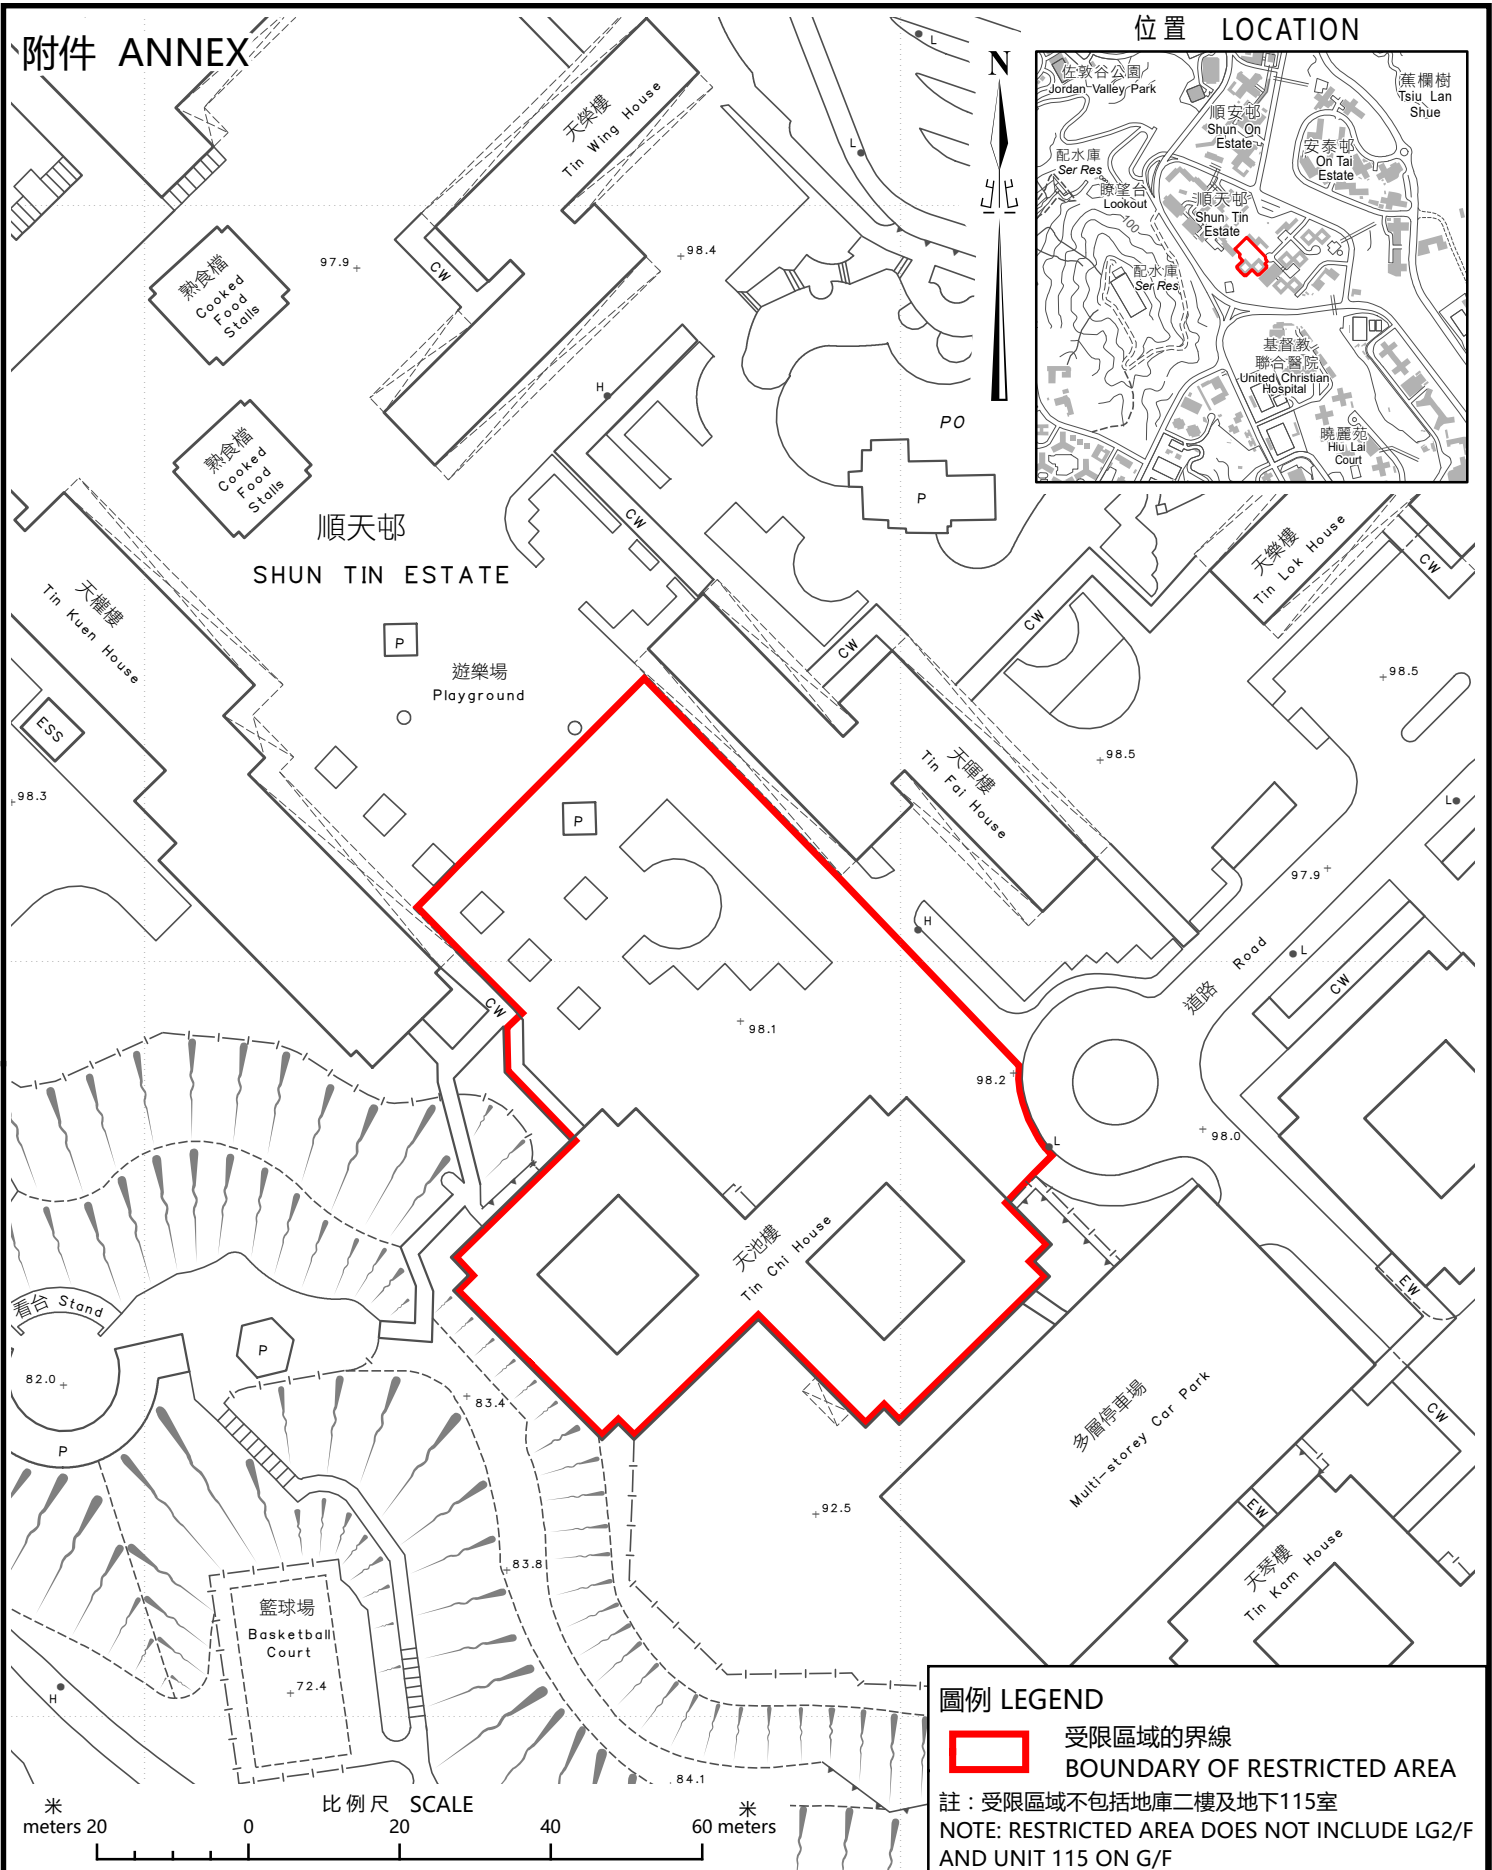 附件 ANNEX
位置 LOCATION
N
佐敦谷公園
Jordan Valley Park
蕉欄樹
Tsiu Lan
Shue
順安邨
Shun On
Estate
安泰邨
On Tai
Estate
配水庫
Ser Res
瞭望台
Lookout
100
順天邨
Shun Tin
Estate
配水庫
Ser Res
基督教
聯合醫院
United Christian
Hospital
曉麗苑
Hiu Lai
Court
L
L
天榮樓
Tin Wing House
98.4
97.9
CW
熟食檔
Cooked
Food
Stalls
H
PO
P
熟食檔
Cooked
Food
Stalls
順天邨
SHUN TIN ESTATE
CW
天樂樓
Tin Lok House
CW
天權樓
Tin Kuen House
P
遊樂場
Playground
CW
CW
98.5
ESS
98.3
天暉樓
Tin Fai House
98.5
L
P
97.9
H
道路 Road
L
CW
CW
98.1
98.2
98.0
L
天池樓
Tin Chi House
看台 Stand
P
82.0
P
83.4
EW
多層停車場
Multi-storey Car Park
CW
92.5
EW
83.8
天琴樓
Tin Kam House
籃球場
Basketball
Court
72.4
H
84.1
圖例 LEGEND
受限區域的界線
BOUNDARY OF RESTRICTED AREA
註：受限區域不包括地庫二樓及地下115室
NOTE: RESTRICTED AREA DOES NOT INCLUDE LG2/F
AND UNIT 115 ON G/F
比例尺 SCALE
米 米
meters 20 0 20 40 60 meters